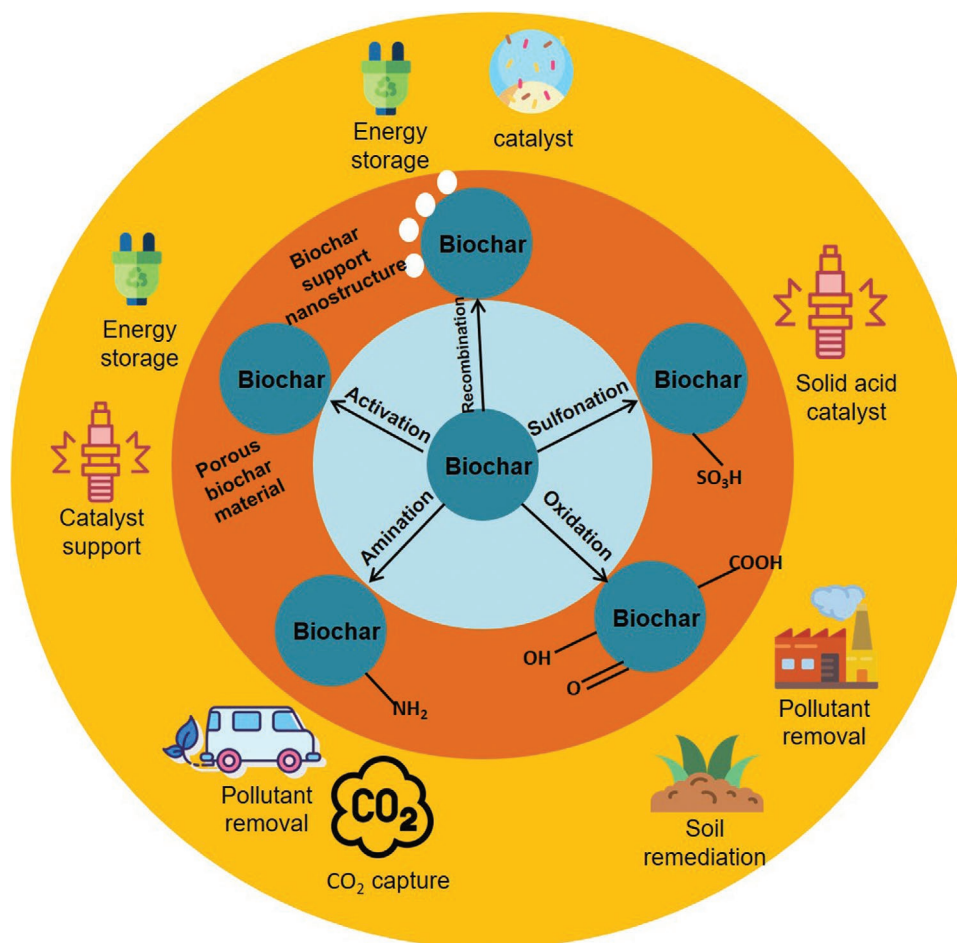 Energy
storage
catalyst
Biochar
support
nanostructure
Biochar
Energy
storage
Recombination
Biochar
Activation
Sulfonation
Biochar
Solid acid
catalyst
SO₃H
Biochar
Porous
biochar
material
Catalyst
support
Amination
Oxidation
COOH
Biochar
Biochar
OH
O
NH₂
Pollutant
removal
Pollutant
removal
CO₂
CO₂ capture
Soil
remediation